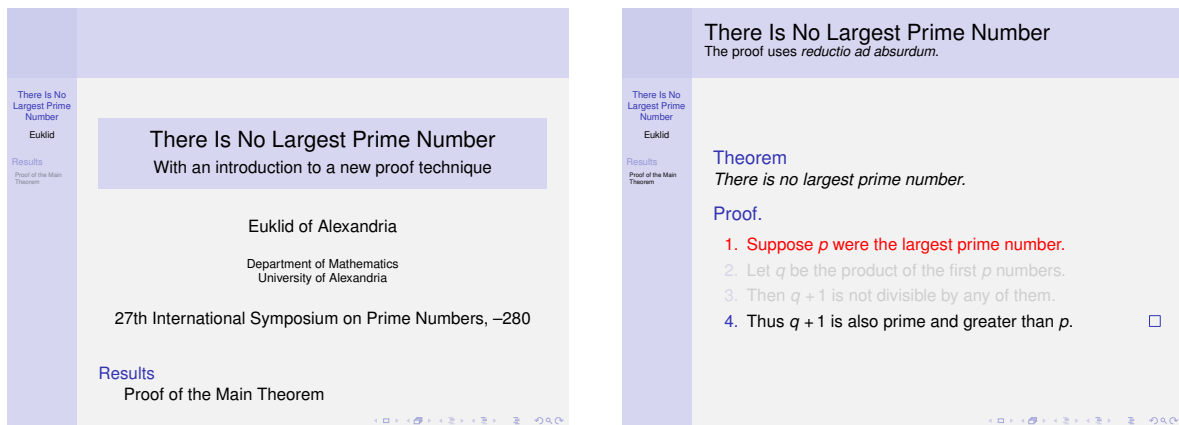 There Is No
Largest Prime
Number
Euklid
Results
Proof of the Main
Theorem
There Is No Largest Prime Number
With an introduction to a new proof technique
Euklid of Alexandria
Department of Mathematics
University of Alexandria
27th International Symposium on Prime Numbers, –280
Results
Proof of the Main Theorem
There Is No Largest Prime Number
The proof uses reductio ad absurdum.
There Is No
Largest Prime
Number
Euklid
Results
Proof of the Main
Theorem
Theorem
There is no largest prime number.
Proof.
1. Suppose p were the largest prime number.
2. Let q be the product of the first p numbers.
3. Then q + 1 is not divisible by any of them.
4. Thus q + 1 is also prime and greater than p. □